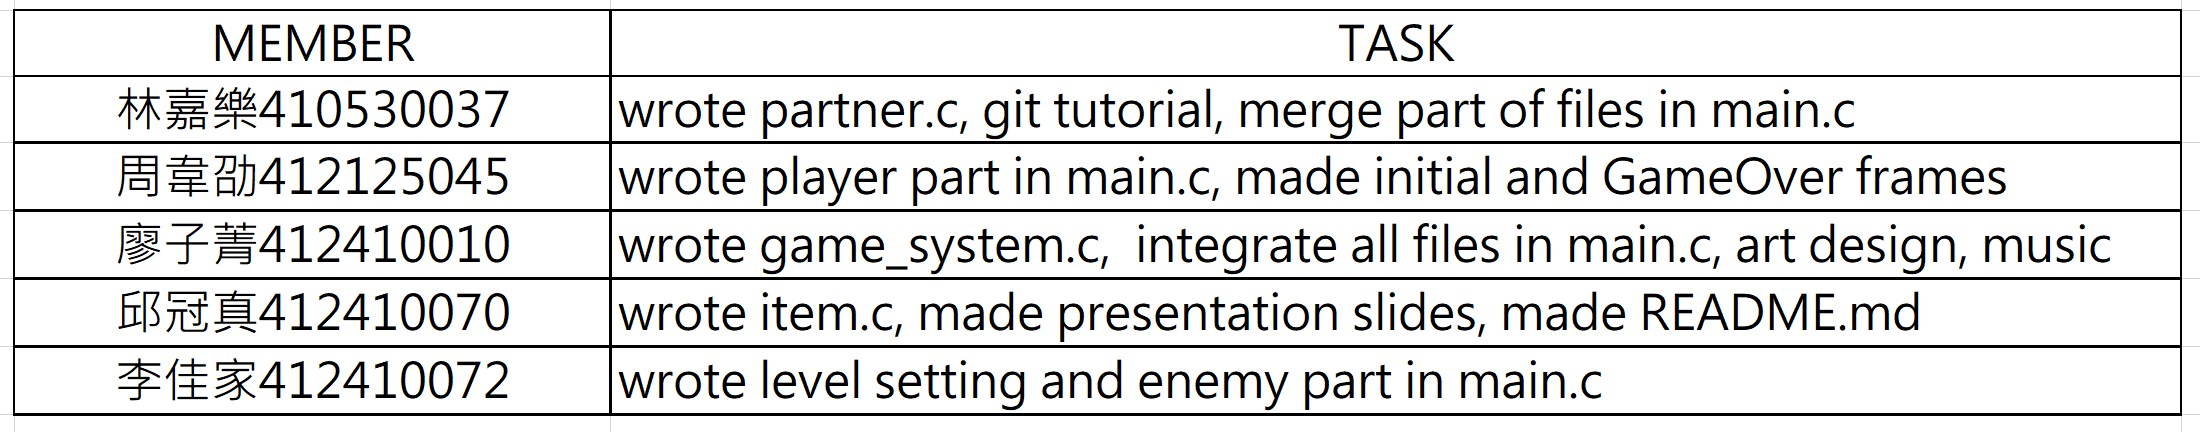 MEMBER TASK
林嘉樂410530037 wrote partner.c, git tutorial, merge part of files in main.c
周韋劭412125045 wrote player part in main.c, made initial and GameOver frames
廖子菁412410010 wrote game_system.c,  integrate all files in main.c, art design, music
邱冠真412410070 wrote item.c, made presentation slides, made README.md
李佳家412410072 wrote level setting and enemy part in main.c